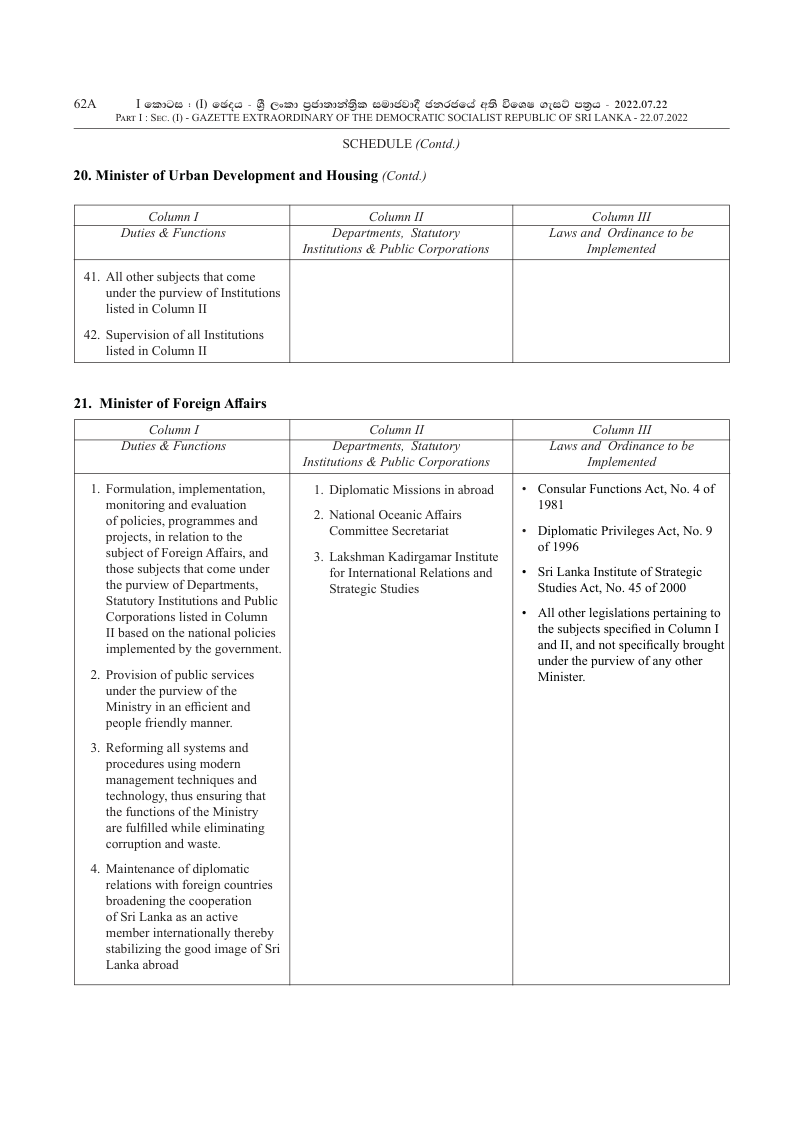 62A
I කොටස : (I) ඡෙදය - ශ්‍රී ලංකා ප්‍රජාතාන්ත්‍රික සමාජවාදී ජනරජයේ අති විශෙෂ ගැසට් පත්‍රය - 2022.07.22
PART I : SEC. (I) - GAZETTE EXTRAORDINARY OF THE DEMOCRATIC SOCIALIST REPUBLIC OF SRI LANKA - 22.07.2022
SCHEDULE (Contd.)
20. Minister of Urban Development and Housing (Contd.)
Column I
Duties & Functions
Column II
Departments, Statutory
Institutions & Public Corporations
Column III
Laws and Ordinance to be
Implemented
41. All other subjects that come
under the purview of Institutions
listed in Column II
42. Supervision of all Institutions
listed in Column II
21. Minister of Foreign Affairs
Column I
Duties & Functions
Column II
Departments, Statutory
Institutions & Public Corporations
Column III
Laws and Ordinance to be
Implemented
1. Formulation, implementation,
monitoring and evaluation
of policies, programmes and
projects, in relation to the
subject of Foreign Affairs, and
those subjects that come under
the purview of Departments,
Statutory Institutions and Public
Corporations listed in Column
II based on the national policies
implemented by the government.
2. Provision of public services
under the purview of the
Ministry in an efficient and
people friendly manner.
3. Reforming all systems and
procedures using modern
management techniques and
technology, thus ensuring that
the functions of the Ministry
are fulfilled while eliminating
corruption and waste.
4. Maintenance of diplomatic
relations with foreign countries
broadening the cooperation
of Sri Lanka as an active
member internationally thereby
stabilizing the good image of Sri
Lanka abroad
1. Diplomatic Missions in abroad
2. National Oceanic Affairs
Committee Secretariat
3. Lakshman Kadirgamar Institute
for International Relations and
Strategic Studies
• Consular Functions Act, No. 4 of
1981
• Diplomatic Privileges Act, No. 9
of 1996
• Sri Lanka Institute of Strategic
Studies Act, No. 45 of 2000
• All other legislations pertaining to
the subjects specified in Column I
and II, and not specifically brought
under the purview of any other
Minister.